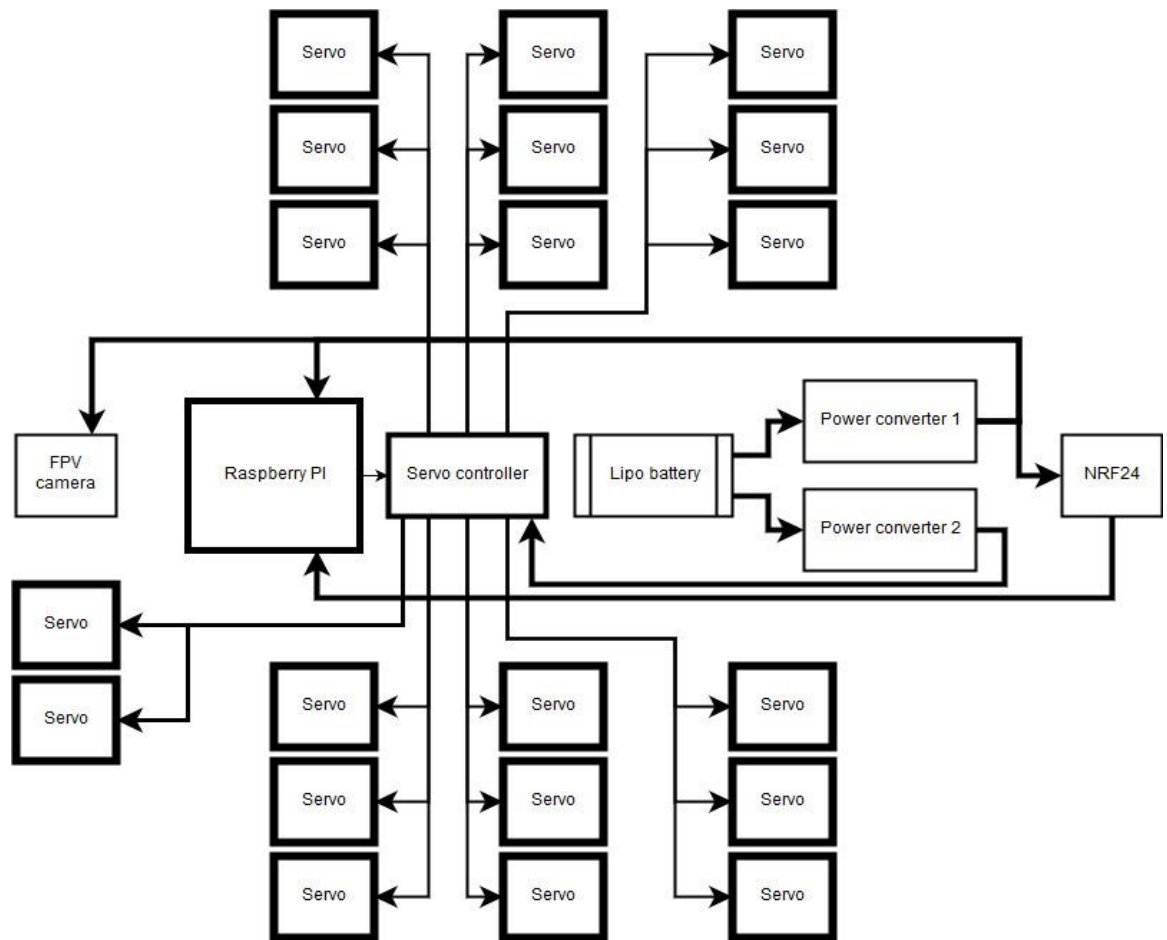 Servo
Servo
Servo
Servo
Servo
Servo
Servo
Servo
Servo
FPV
camera
Raspberry PI
Servo controller
Lipo battery
Power converter 1
Power converter 2
NRF24
Servo
Servo
Servo
Servo
Servo
Servo
Servo
Servo
Servo
Servo
Servo